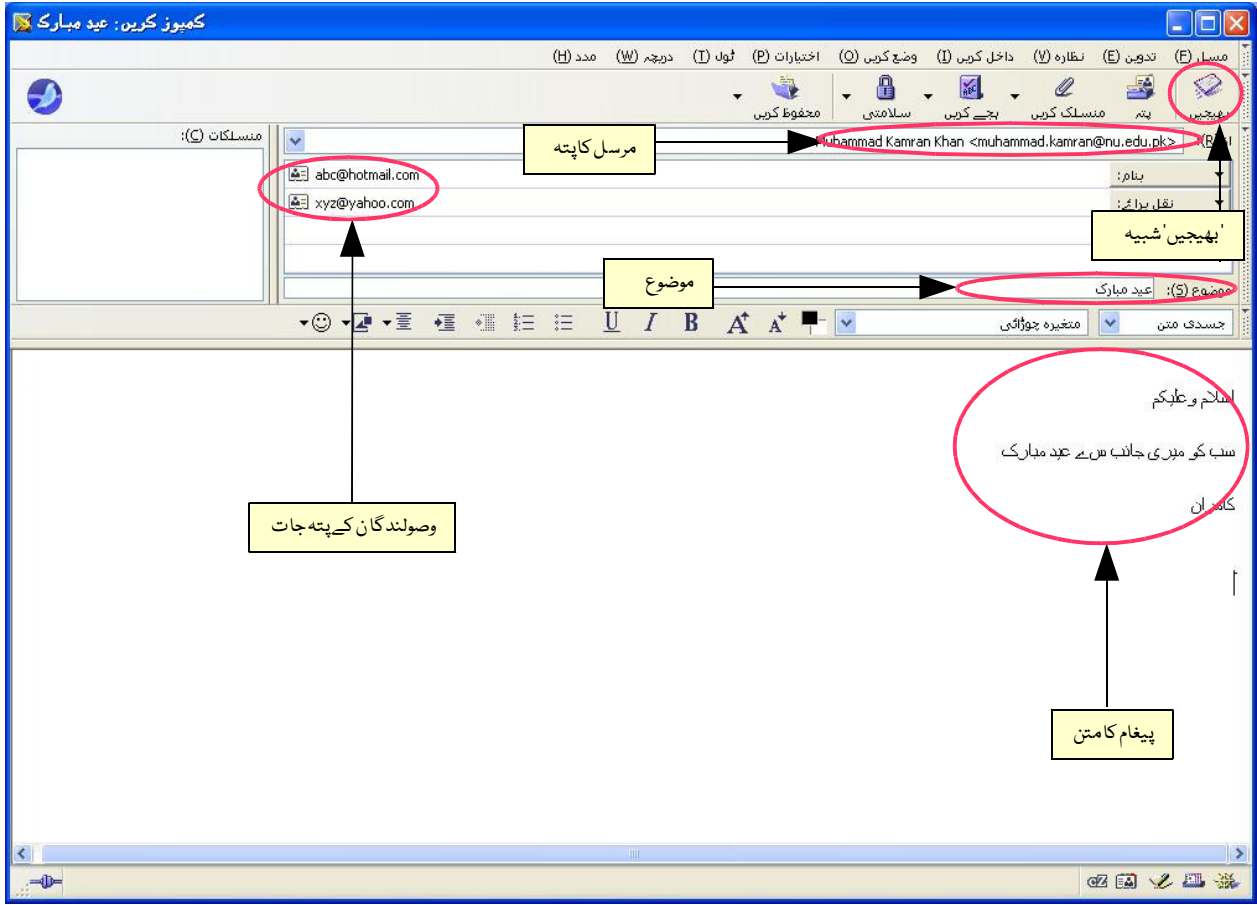 کمپوز کریں: عید مبارک
مسل (F) تدوین (E) نظارہ (V) داخل کریں (I) وضع کریں (O) اختیارات (P) ٹول (T) دریچہ (W) مدد (H)
بھیجیں پتہ منسلک کریں ہجے کریں سلامتی محفوظ کریں
Muhammad Kamran Khan <muhammad.kamran@nu.edu.pk>
منسلکات (C):
مرسل کا پتہ
بنام: abc@hotmail.com
نقل برائے: xyz@yahoo.com
'بھیجیں' شبیہ
موضوع
موضوع (S): عید مبارک
جسدی متن متغیرہ چوڑائی
اسلام و علیکم
سب کو میری جانب سے عید مبارک
کامران
وصولندگان کے پتہ جات
پیغام کا متن